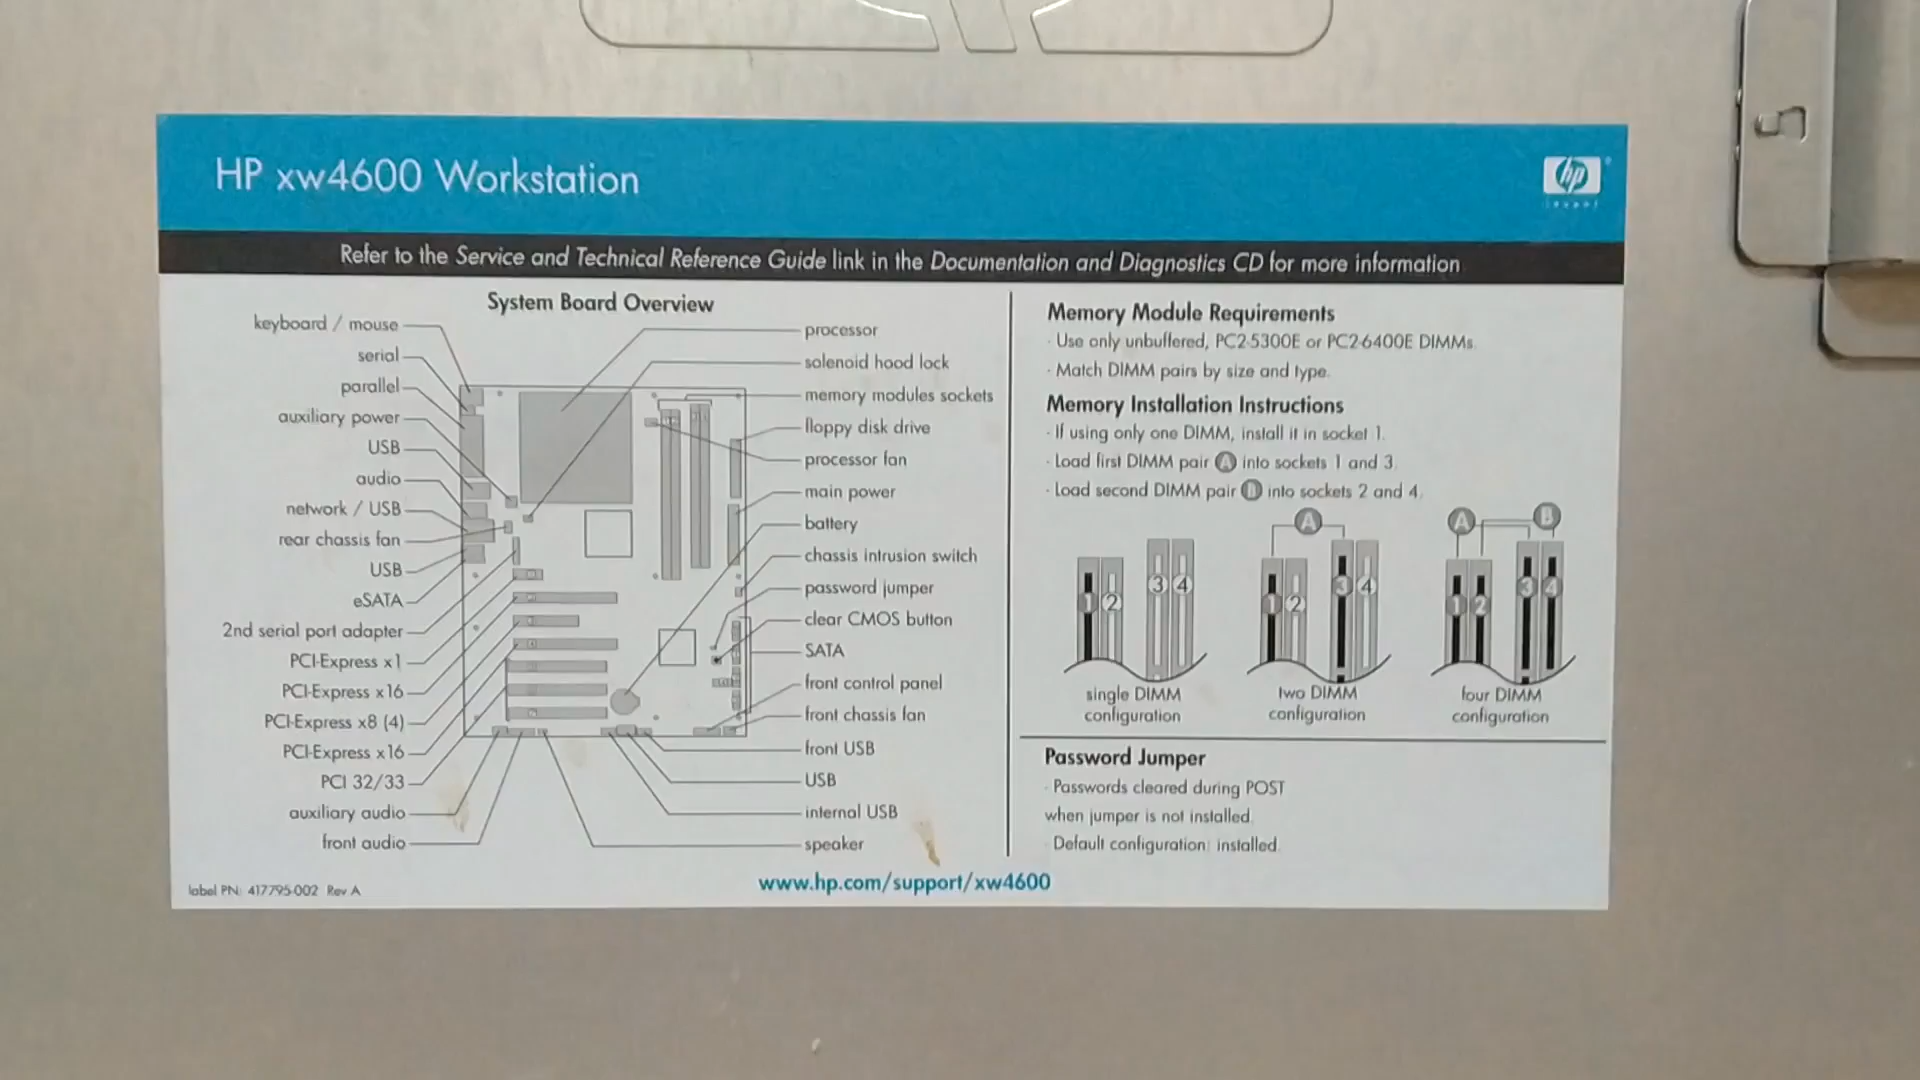 HP xw4600 Workstation
hp
invent
Refer to the Service and Technical Reference Guide link in the Documentation and Diagnostics CD for more information
System Board Overview
keyboard / mouse
serial
parallel
auxiliary power
USB
audio
network / USB
rear chassis fan
USB
eSATA
2nd serial port adapter
PCI-Express x1
PCI-Express x16
PCI-Express x8 (4)
PCI-Express x16
PCI 32/33
auxiliary audio
front audio
processor
solenoid hood lock
memory modules sockets
floppy disk drive
processor fan
main power
battery
chassis intrusion switch
password jumper
clear CMOS button
SATA
front control panel
front chassis fan
front USB
USB
internal USB
speaker
Memory Module Requirements
· Use only unbuffered, PC2-5300E or PC2-6400E DIMMs.
· Match DIMM pairs by size and type.
Memory Installation Instructions
· If using only one DIMM, install it in socket 1.
· Load first DIMM pair A into sockets 1 and 3.
· Load second DIMM pair B into sockets 2 and 4.
A A B
1 2 3 4 1 2 3 4 1 2 3 4
single DIMM configuration
two DIMM configuration
four DIMM configuration
Password Jumper
· Passwords cleared during POST
when jumper is not installed.
· Default configuration: installed.
label PN: 417795-002 Rev A
www.hp.com/support/xw4600